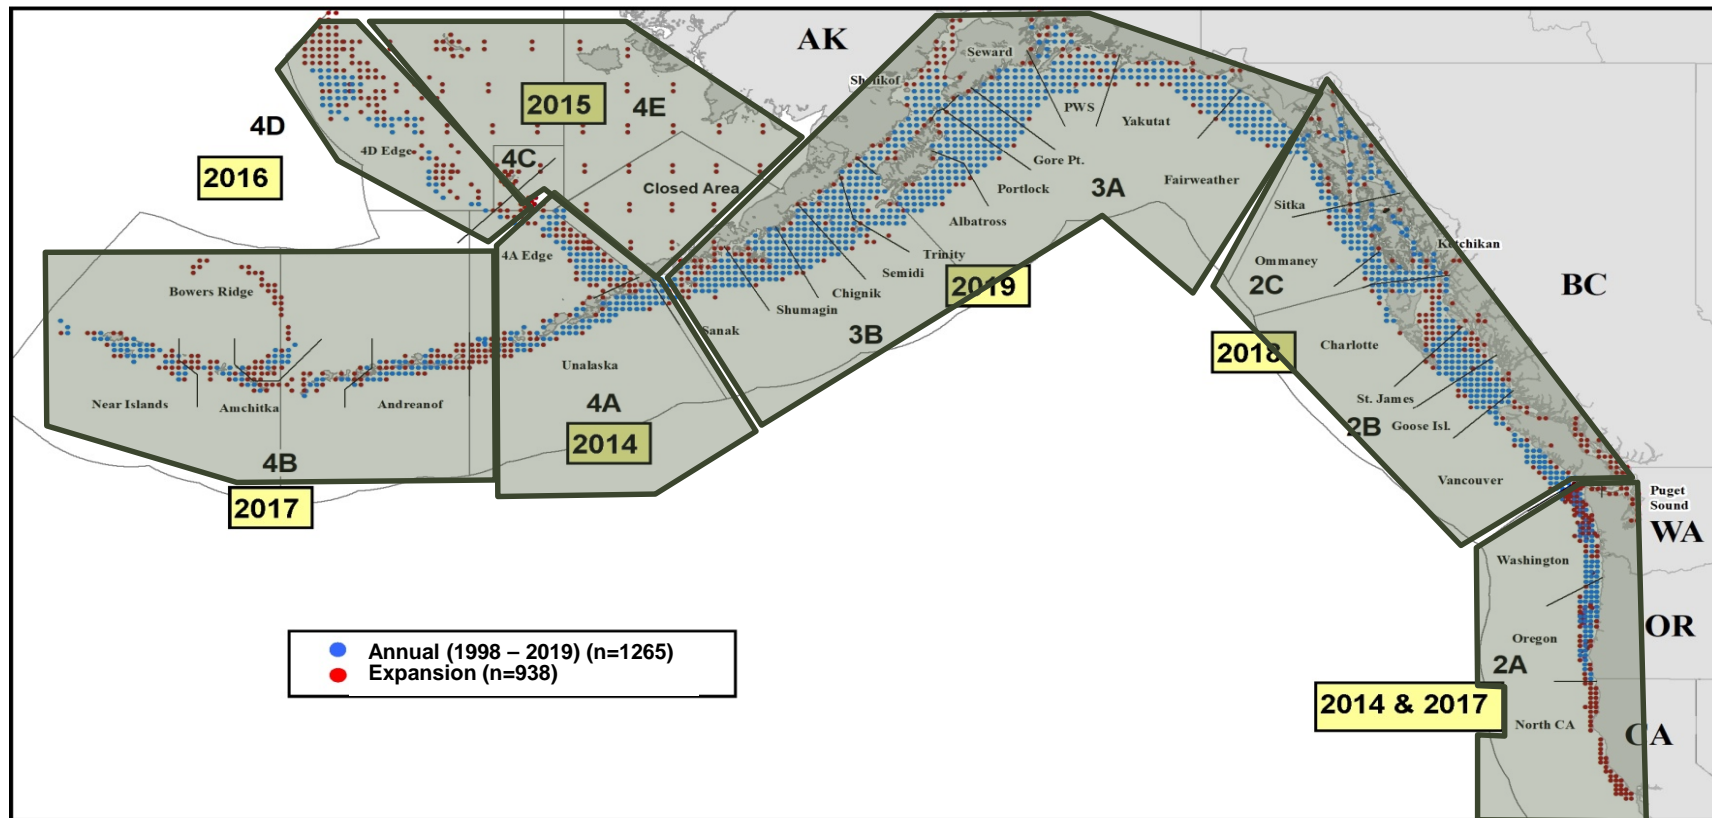 AK
Seward
Shelikof
2015
4E
PWS
Yakutat
4D
4D Edge
4C
2016
Closed Area
Gore Pt.
Portlock
3A
Fairweather
Albatross
Sitka
Ketchikan
4A Edge
Trinity
Semidi
Ommaney
2C
BC
Bowers Ridge
Chignik
2019
Shumagin
Sanak
3B
Charlotte
2018
Unalaska
Near Islands
Amchitka
Andreanof
4A
St. James
2B
Goose Isl.
2014
4B
Vancouver
2017
Puget
Sound
WA
Washington
OR
Oregon
2A
Annual (1998 – 2019) (n=1265)
Expansion (n=938)
2014 & 2017
North CA
CA